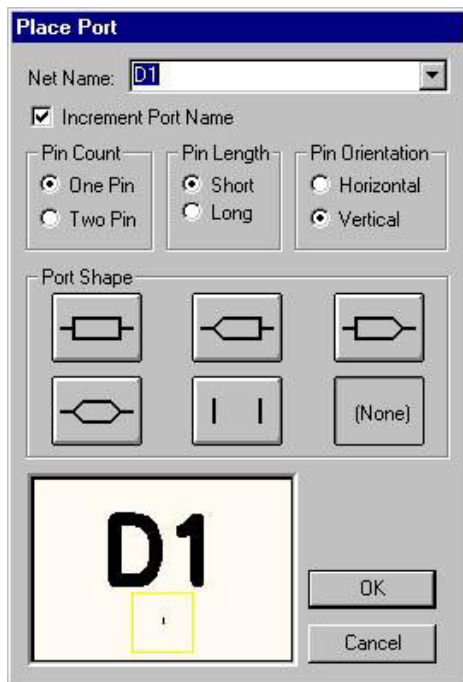 Place Port
Net Name: D1
Increment Port Name
Pin Count Pin Length Pin Orientation
One Pin Short Horizontal
Two Pin Long Vertical
Port Shape
(None)
D1
OK
Cancel